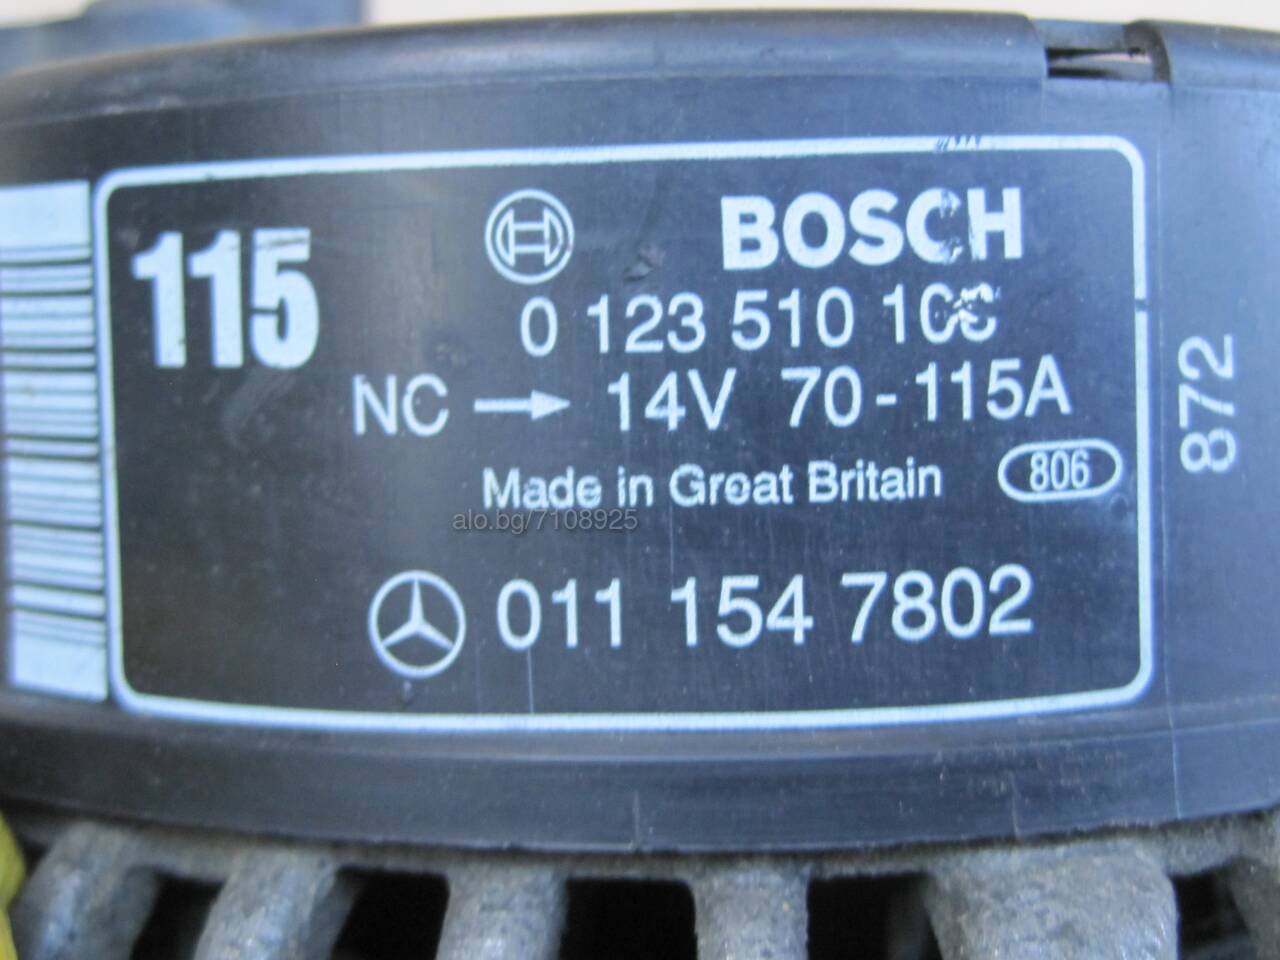 115
BOSCH
0 123 510
NC → 14V 70-115A
Made in Great Britain 806
alo.bg/7108925
011 154 7802
872